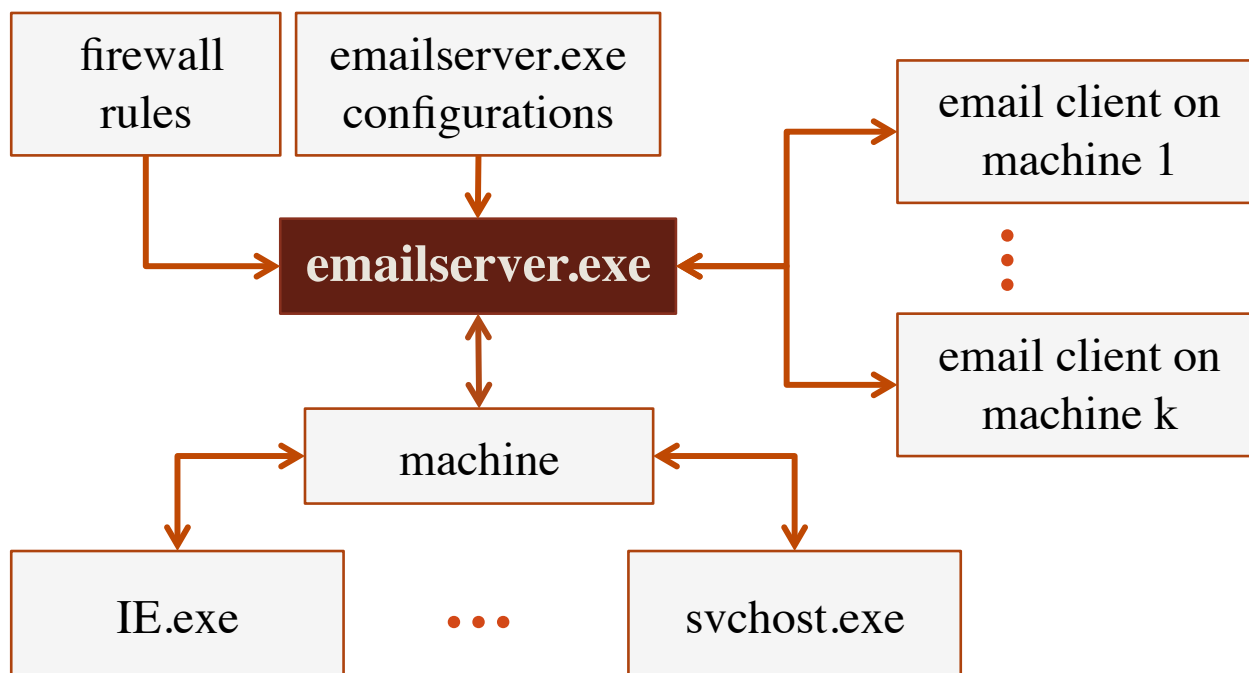 firewall
rules
emailserver.exe
configurations
email client on
machine 1
emailserver.exe
email client on
machine k
machine
IE.exe
svchost.exe